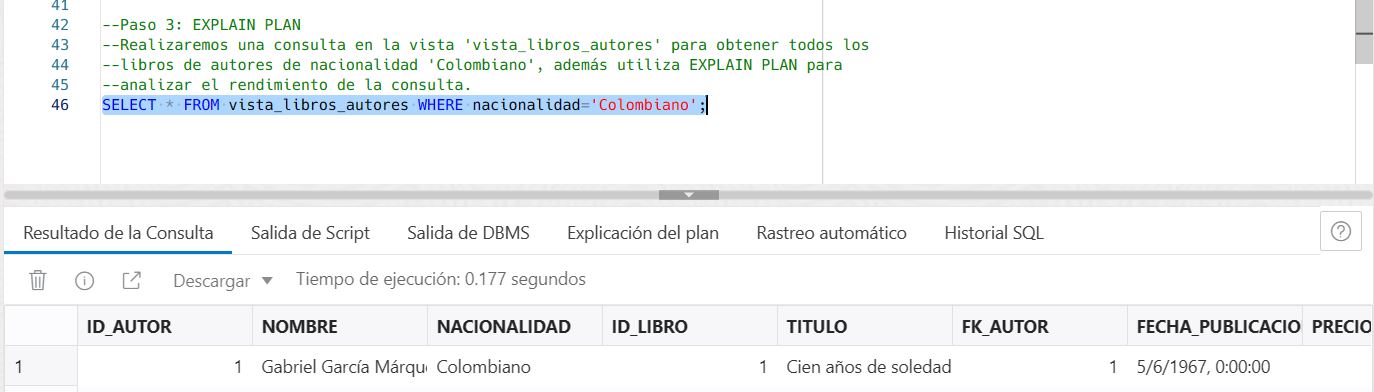 41
42 --Paso 3: EXPLAIN PLAN
43 --Realizaremos una consulta en la vista 'vista_libros_autores' para obtener todos los
44 --libros de autores de nacionalidad 'Colombiano', además utiliza EXPLAIN PLAN para
45 --analizar el rendimiento de la consulta.
46 SELECT * FROM vista_libros_autores WHERE nacionalidad='Colombiano';
Resultado de la Consulta Salida de Script Salida de DBMS Explicación del plan Rastreo automático Historial SQL
Descargar Tiempo de ejecución: 0.177 segundos
ID_AUTOR NOMBRE NACIONALIDAD ID_LIBRO TITULO FK_AUTOR FECHA_PUBLICACIO PRECIO
1 1 Gabriel García Márqu Colombiano 1 Cien años de soledad 1 5/6/1967, 0:00:00